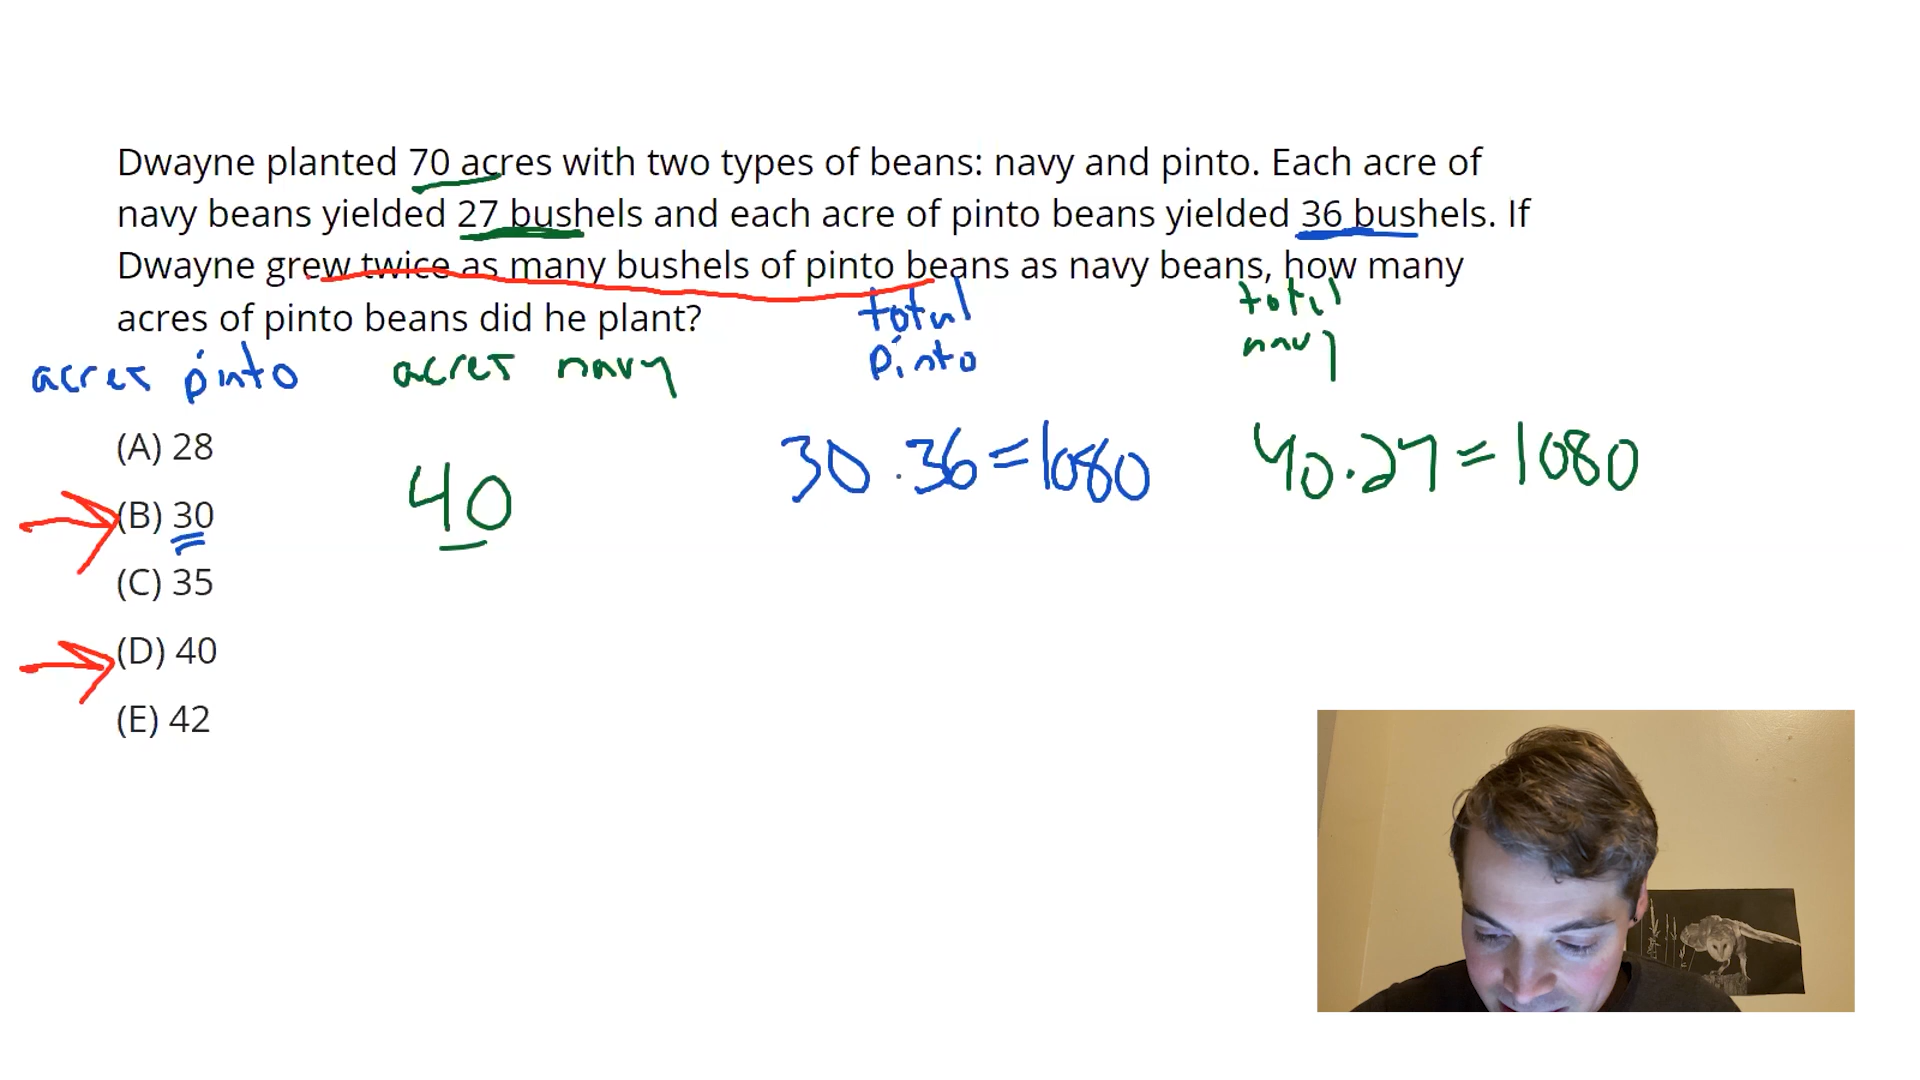 Dwayne planted 70 acres with two types of beans: navy and pinto. Each acre of
navy beans yielded 27 bushels and each acre of pinto beans yielded 36 bushels. If
Dwayne grew twice as many bushels of pinto beans as navy beans, how many
acres of pinto beans did he plant?
total
pinto
total
navy
acres pinto
acres navy
(A) 28
(B) 30
(C) 35
(D) 40
(E) 42
40
30 · 36 = 1080
40 · 27 = 1080